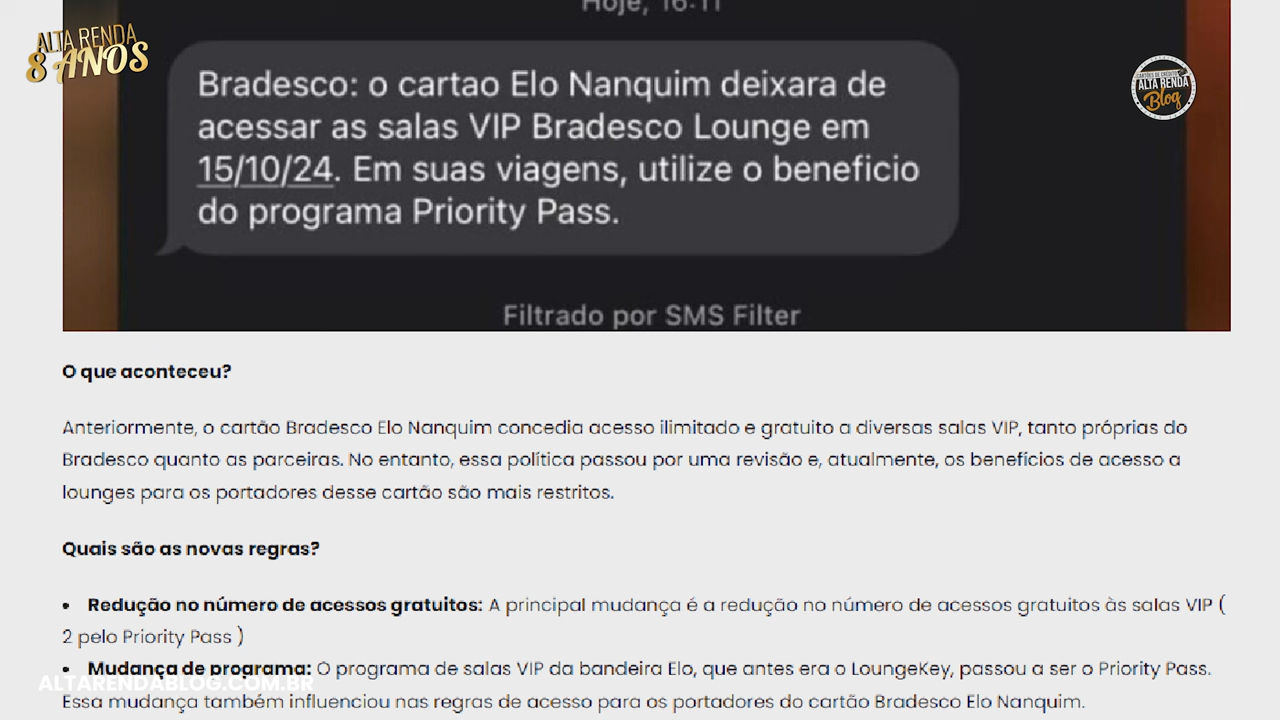 Hoje, 16:11
ALTA RENDA
8 ANOS
CARTÕES DE CRÉDITO
ALTA RENDA
Blog
Bradesco: o cartao Elo Nanquim deixara de
acessar as salas VIP Bradesco Lounge em
15/10/24. Em suas viagens, utilize o beneficio
do programa Priority Pass.
Filtrado por SMS Filter
O que aconteceu?
Anteriormente, o cartão Bradesco Elo Nanquim concedia acesso ilimitado e gratuito a diversas salas VIP, tanto próprias do
Bradesco quanto as parceiras. No entanto, essa política passou por uma revisão e, atualmente, os benefícios de acesso a
lounges para os portadores desse cartão são mais restritos.
Quais são as novas regras?
• Redução no número de acessos gratuitos: A principal mudança é a redução no número de acessos gratuitos às salas VIP (
2 pelo Priority Pass )
• Mudança de programa: O programa de salas VIP da bandeira Elo, que antes era o LoungeKey, passou a ser o Priority Pass.
ALTARENDABLOG.COM.BR
Essa mudança também influenciou nas regras de acesso para os portadores do cartão Bradesco Elo Nanquim.